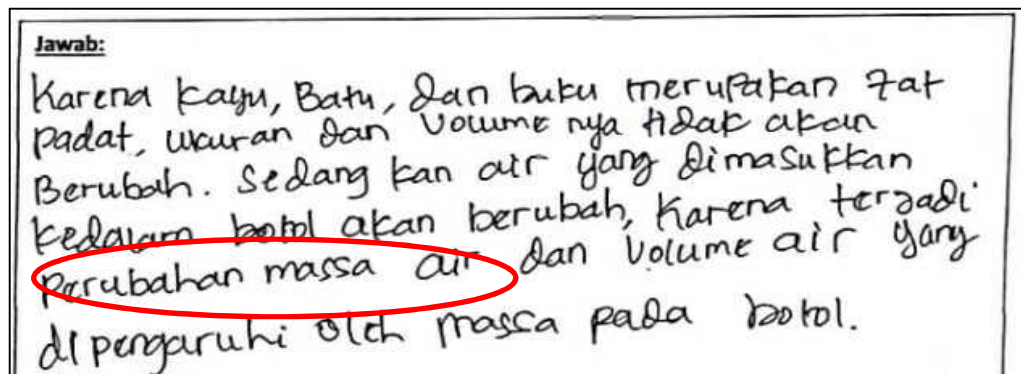 Jawab:
Karena kayu, Batu, dan buku merupakan zat
padat, ukuran dan Volume nya tidak akan
Berubah. Sedang kan air yang dimasukkan
kedalam botol akan berubah, Karena terjadi
perubahan massa air dan Volume air yang
dipengaruhi oleh massa pada botol.